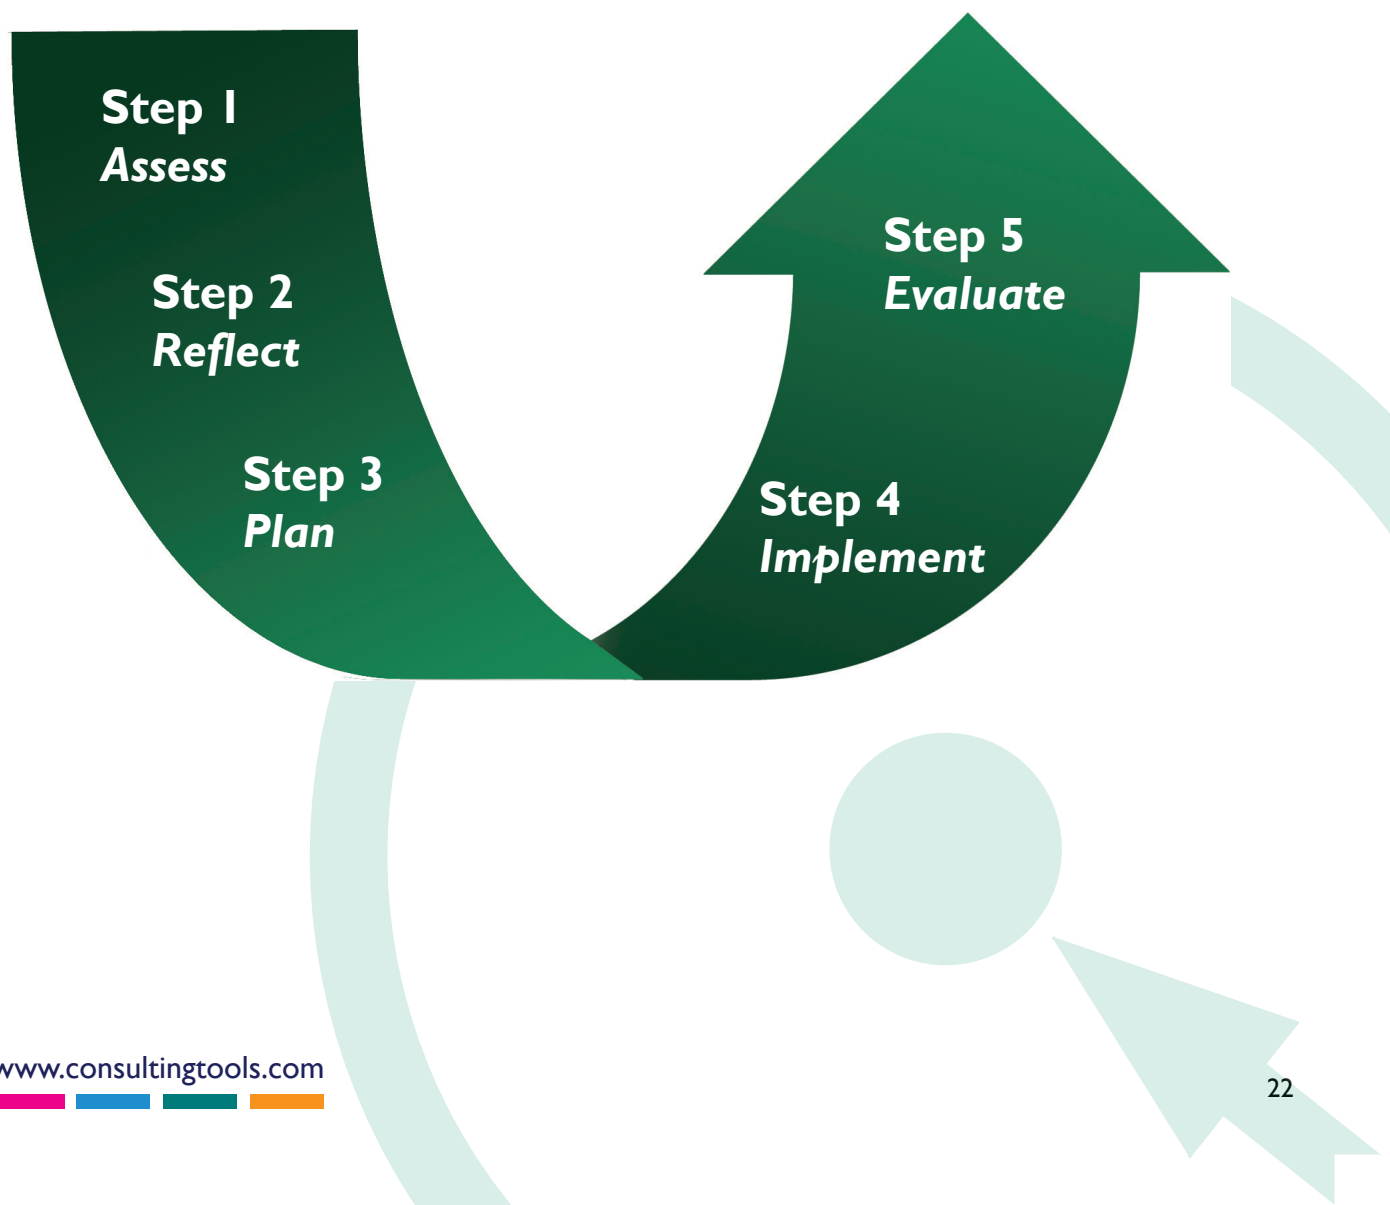 Step 1
Assess
Step 2
Reflect
Step 3
Plan
Step 4
Implement
Step 5
Evaluate
www.consultingtools.com
22